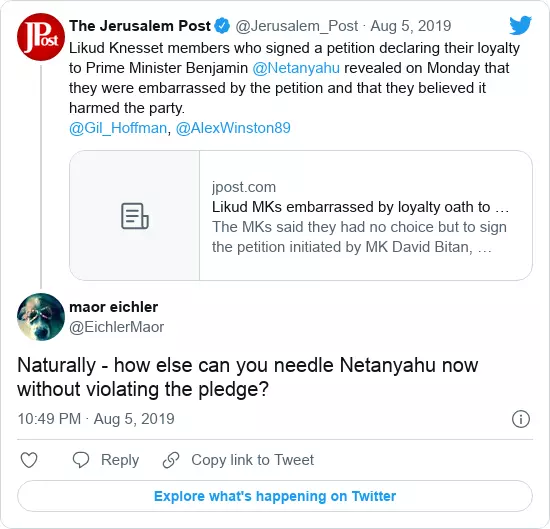 The Jerusalem Post @Jerusalem_Post · Aug 5, 2019
JPOST
Likud Knesset members who signed a petition declaring their loyalty
to Prime Minister Benjamin @Netanyahu revealed on Monday that
they were embarrassed by the petition and that they believed it
harmed the party.
@Gil_Hoffman, @AlexWinston89
jpost.com
Likud MKs embarrassed by loyalty oath to …
The MKs said they had no choice but to sign
the petition initiated by MK David Bitan, …
maor eichler
@EichlerMaor
Naturally - how else can you needle Netanyahu now
without violating the pledge?
10:49 PM · Aug 5, 2019
Reply Copy link to Tweet
Explore what's happening on Twitter